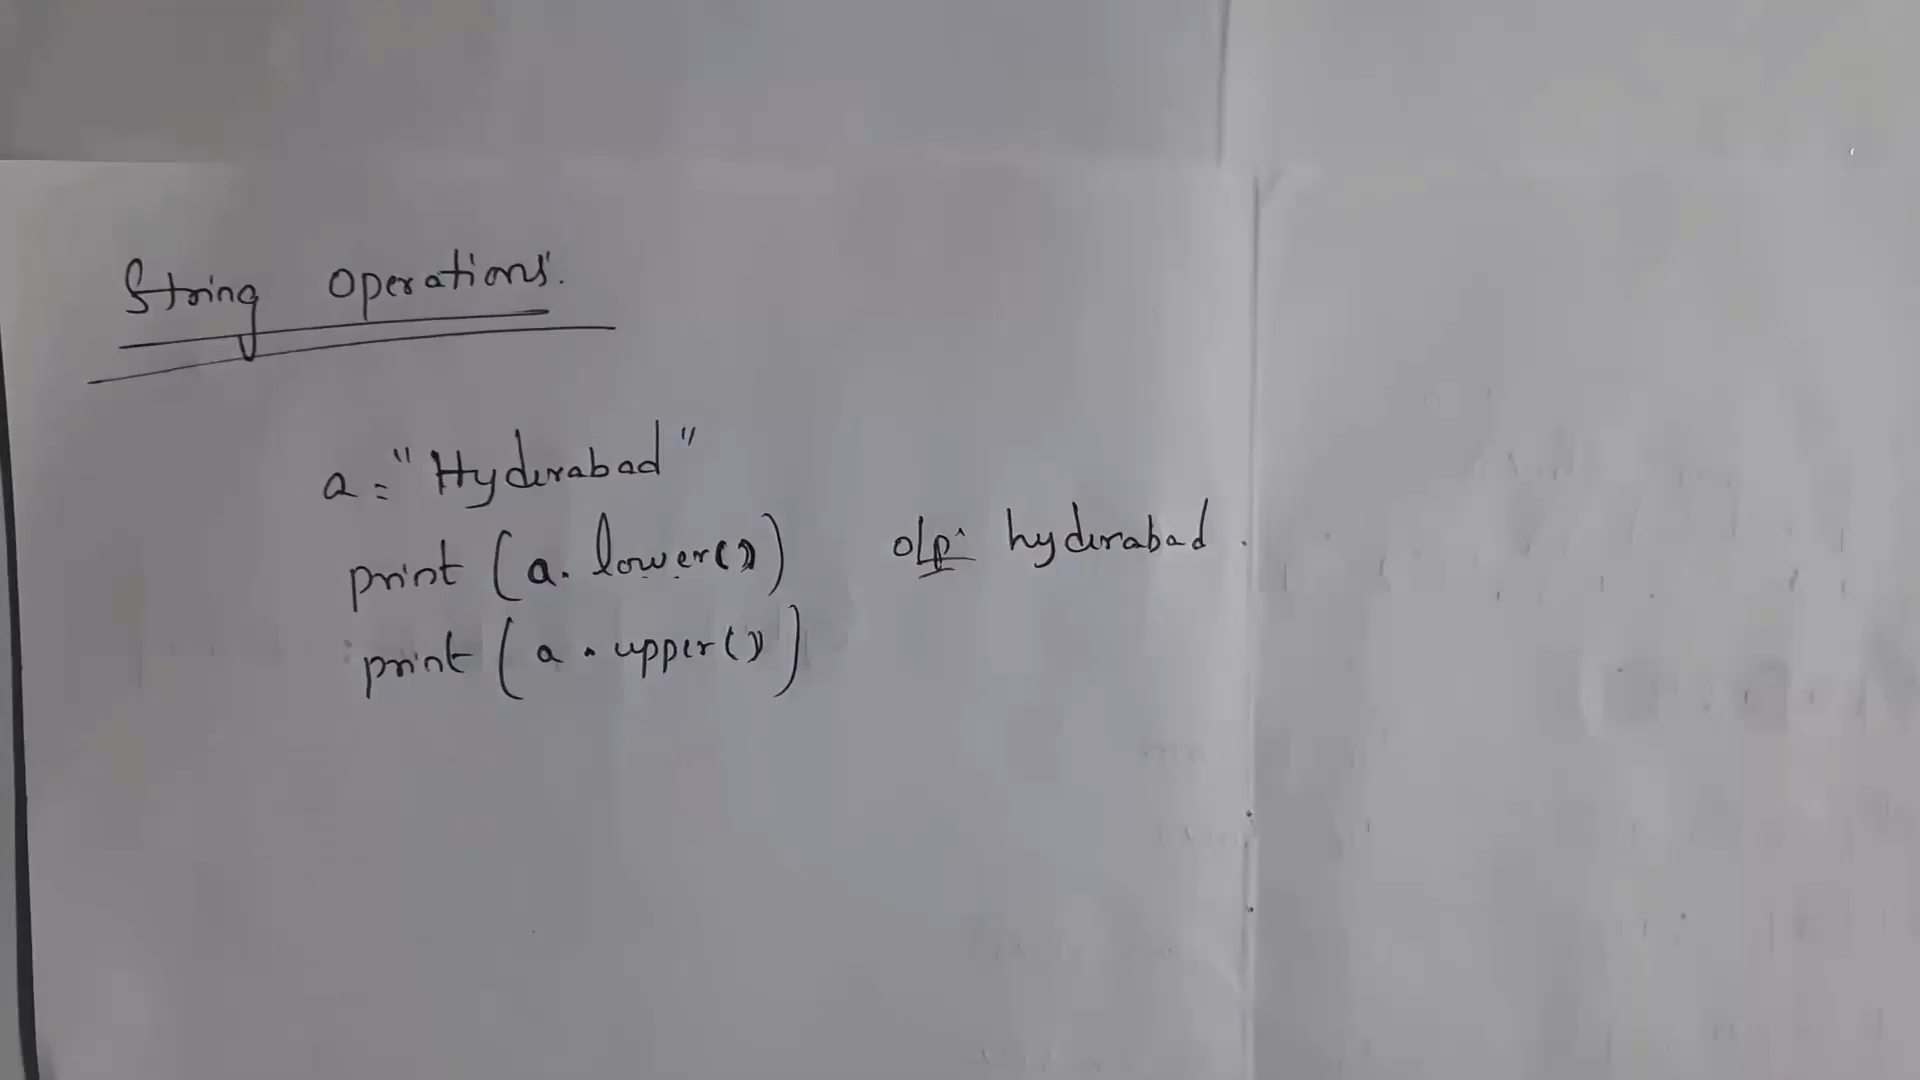 String Operations.
a = "Hyderabad"
print (a. lower()) o/p: hyderabad.
print (a. upper())